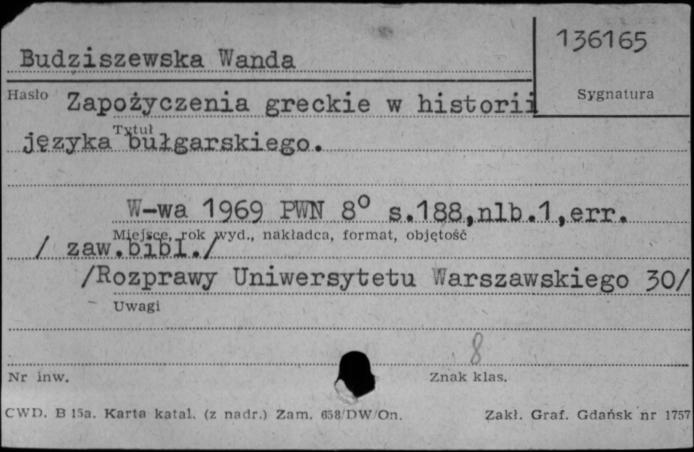 136165
Budziszewska Wanda
Hasło Zapożyczenia greckie w historii Sygnatura
Tytuł
języka bułgarskiego.
W-wa 1969 PWN 8° s.188,nlb.1,err.
Miejsce, rok wyd., nakładca, format, objętość
/ zaw.bibl./
/Rozprawy Uniwersytetu Warszawskiego 30/
Uwagi
8
Nr inw. Znak klas.
CWD. B 15a. Karta katal. (z nadr.) Zam. 658/DW/On. Zakł. Graf. Gdańsk nr 1757